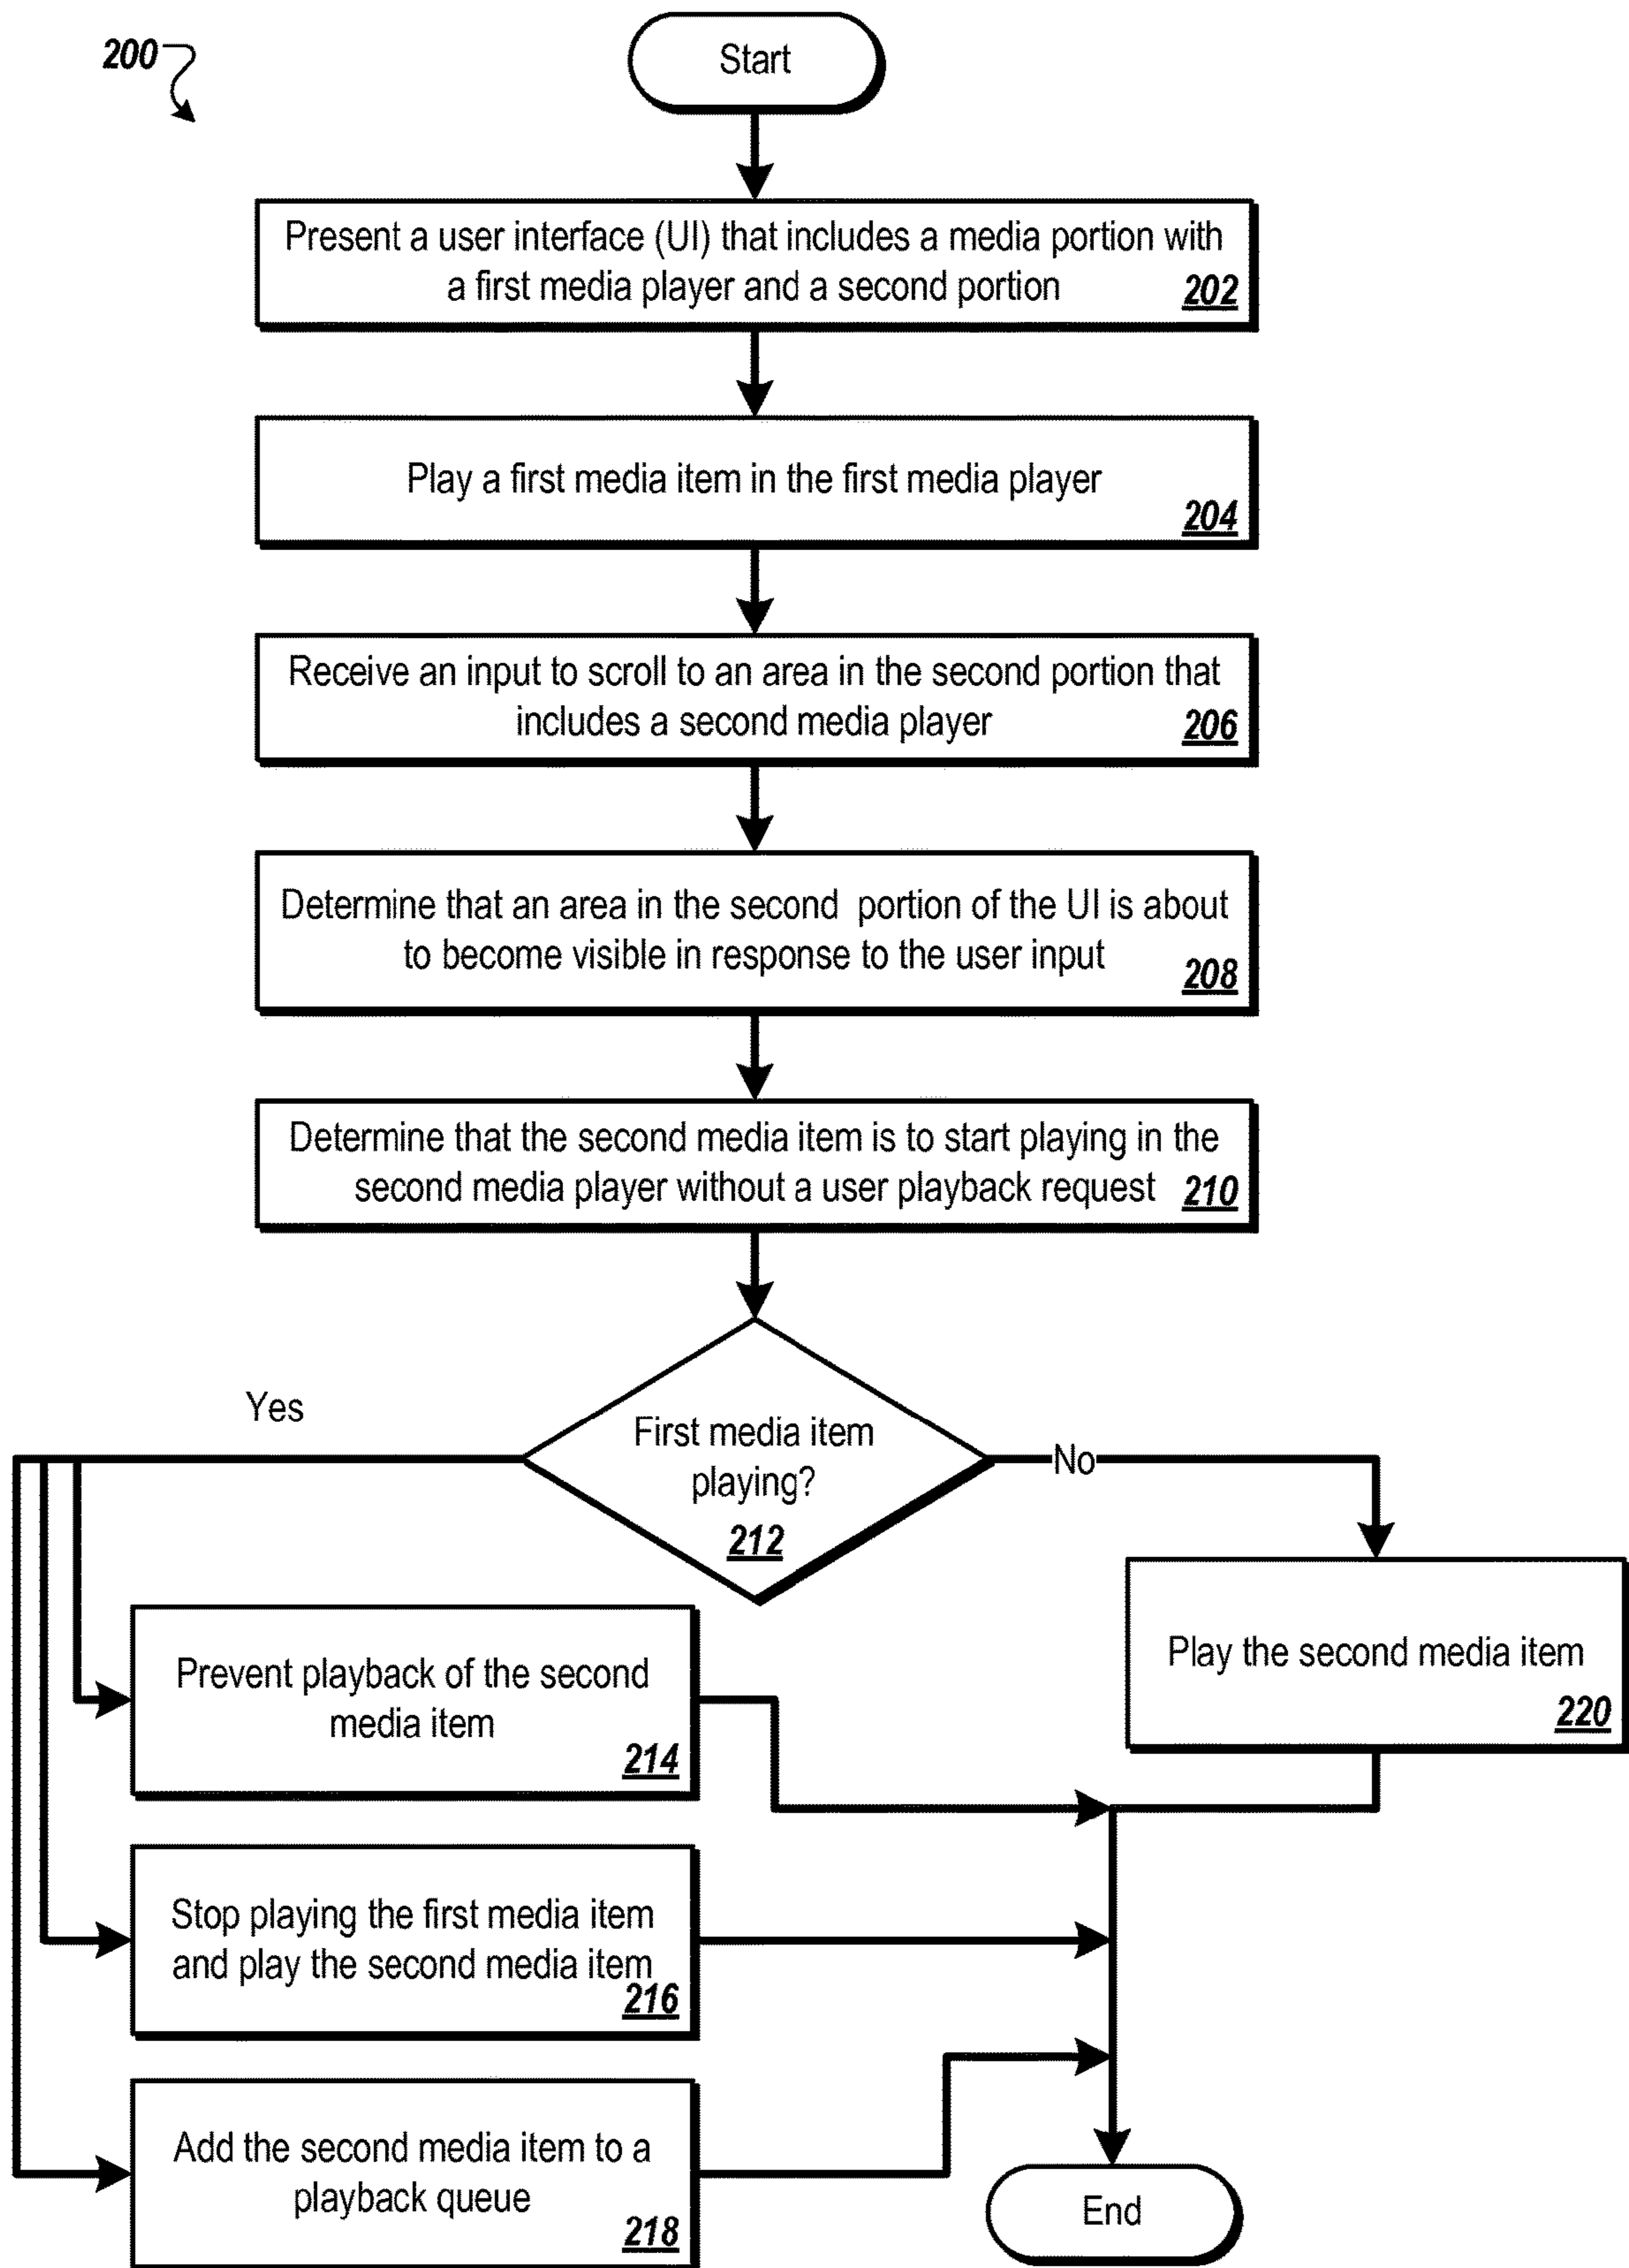 200
Start
Present a user interface (UI) that includes a media portion with
a first media player and a second portion
202
Play a first media item in the first media player
204
Receive an input to scroll to an area in the second portion that
includes a second media player
206
Determine that an area in the second portion of the UI is about
to become visible in response to the user input
208
Determine that the second media item is to start playing in the
second media player without a user playback request
210
Yes
First media item
playing?
212
No
Prevent playback of the second
media item
214
Play the second media item
220
Stop playing the first media item
and play the second media item
216
Add the second media item to a
playback queue
218
End